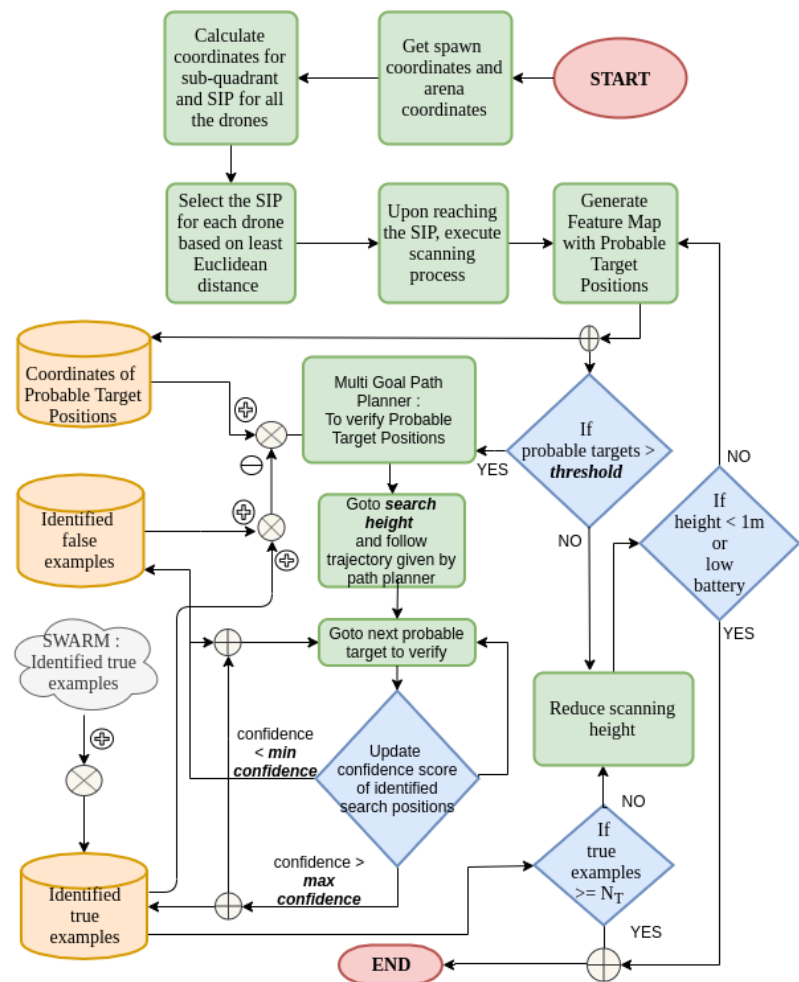 Calculate
coordinates for
sub-quadrant
and SIP for all
the drones
Get spawn
coordinates and
arena
coordinates
START
Select the SIP
for each drone
based on least
Euclidean
distance
Upon reaching
the SIP, execute
scanning
process
Generate
Feature Map
with Probable
Target
Positions
Coordinates of
Probable Target
Positions
Multi Goal Path
Planner :
To verify Probable
Target Positions
If
probable targets >
threshold
YES
NO
NO
If
height < 1m
or
low
battery
YES
Identified
false
examples
Goto search
height
and follow
trajectory given by
path planner
SWARM :
Identified true
examples
Goto next probable
target to verify
Reduce scanning
height
confidence
< min
confidence
Update
confidence score
of identified
search positions
NO
If
true
examples
>= N_T
YES
confidence >
max
confidence
Identified
true
examples
END